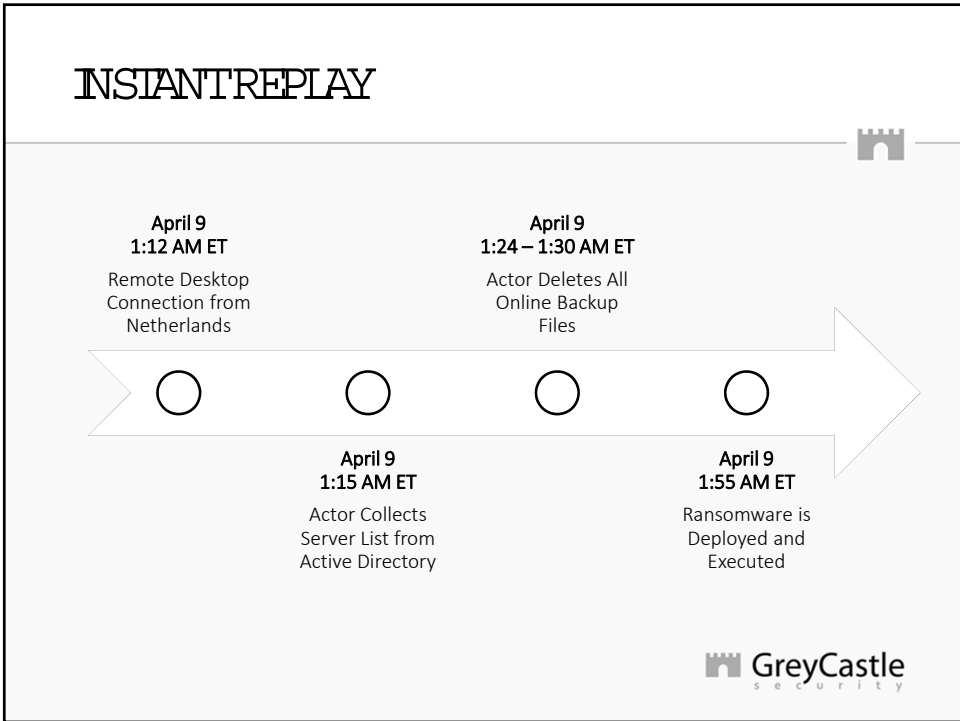 INSTANT REPLAY
April 9
1:12 AM ET
Remote Desktop
Connection from
Netherlands
April 9
1:15 AM ET
Actor Collects
Server List from
Active Directory
April 9
1:24 – 1:30 AM ET
Actor Deletes All
Online Backup
Files
April 9
1:55 AM ET
Ransomware is
Deployed and
Executed
GreyCastle
security